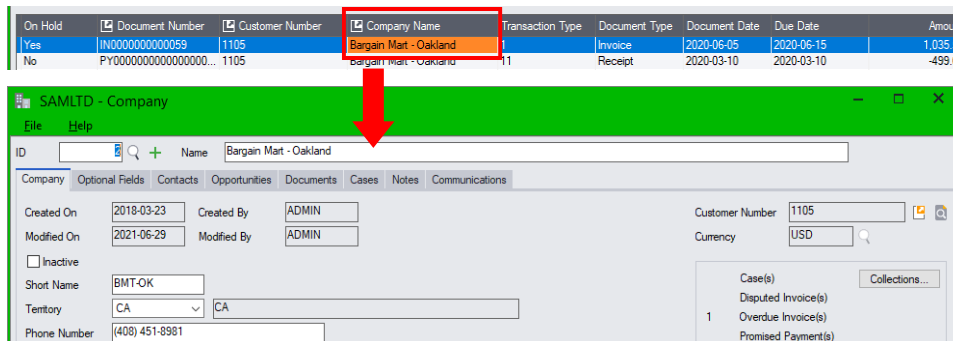 On Hold Document Number Customer Number Company Name Transaction Type Document Type Document Date Due Date Amou
Yes IN0000000000059 1105 Bargain Mart - Oakland 1 Invoice 2020-06-05 2020-06-15 1,035.
No PY0000000000000... 1105 Bargain Mart - Oakland 11 Receipt 2020-03-10 2020-03-10 -499.
SAMLTD - Company
File Help
ID 2 Name Bargain Mart - Oakland
Company Optional Fields Contacts Opportunities Documents Cases Notes Communications
Created On 2018-03-23 Created By ADMIN Customer Number 1105
Modified On 2021-06-29 Modified By ADMIN Currency USD
Inactive
Case(s) Collections...
Short Name BMT-OK
Disputed Invoice(s)
Territory CA CA
1 Overdue Invoice(s)
Phone Number (408) 451-8981
Promised Payment(s)